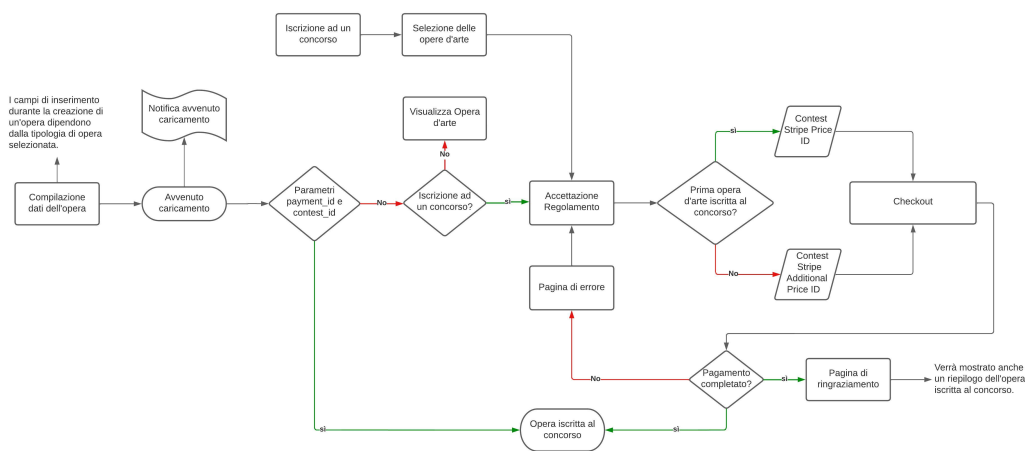 Iscrizione ad un
concorso
Selezione delle
opere d'arte
I campi di inserimento
durante la creazione di
un'opera dipendono
dalla tipologia di opera
selezionata.
Notifica avvenuto
caricamento
Visualizza Opera
d'arte
No
Compilazione
dati dell'opera
Avvenuto
caricamento
Parametri
payment_id e
contest_id
No
Iscrizione ad
un concorso?
sì
Accettazione
Regolamento
Prima opera
d'arte iscritta al
concorso?
sì
Contest
Stripe Price
ID
Checkout
No
Contest
Stripe
Additional
Price ID
Pagina di errore
No
Pagamento
completato?
sì
Pagina di
ringraziamento
Verrà mostrato anche
un riepilogo dell'opera
iscritta al concorso.
sì
Opera iscritta al
concorso
sì